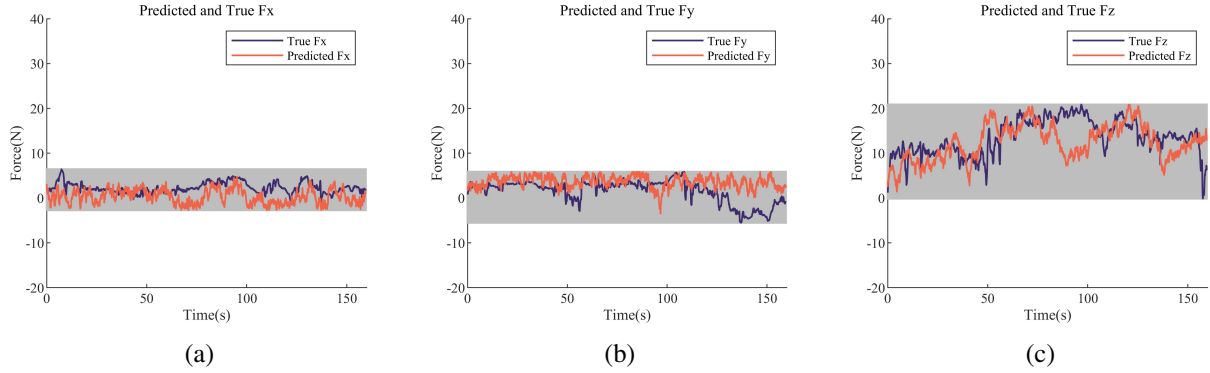 Predicted and True Fx
40
30
20
10
0
-10
-20
Force(N)
True Fx
Predicted Fx
0
50
100
150
Time(s)
(a)
Predicted and True Fy
40
30
20
10
0
-10
-20
Force(N)
True Fy
Predicted Fy
0
50
100
150
Time(s)
(b)
Predicted and True Fz
40
30
20
10
0
-10
-20
Force(N)
True Fz
Predicted Fz
0
50
100
150
Time(s)
(c)